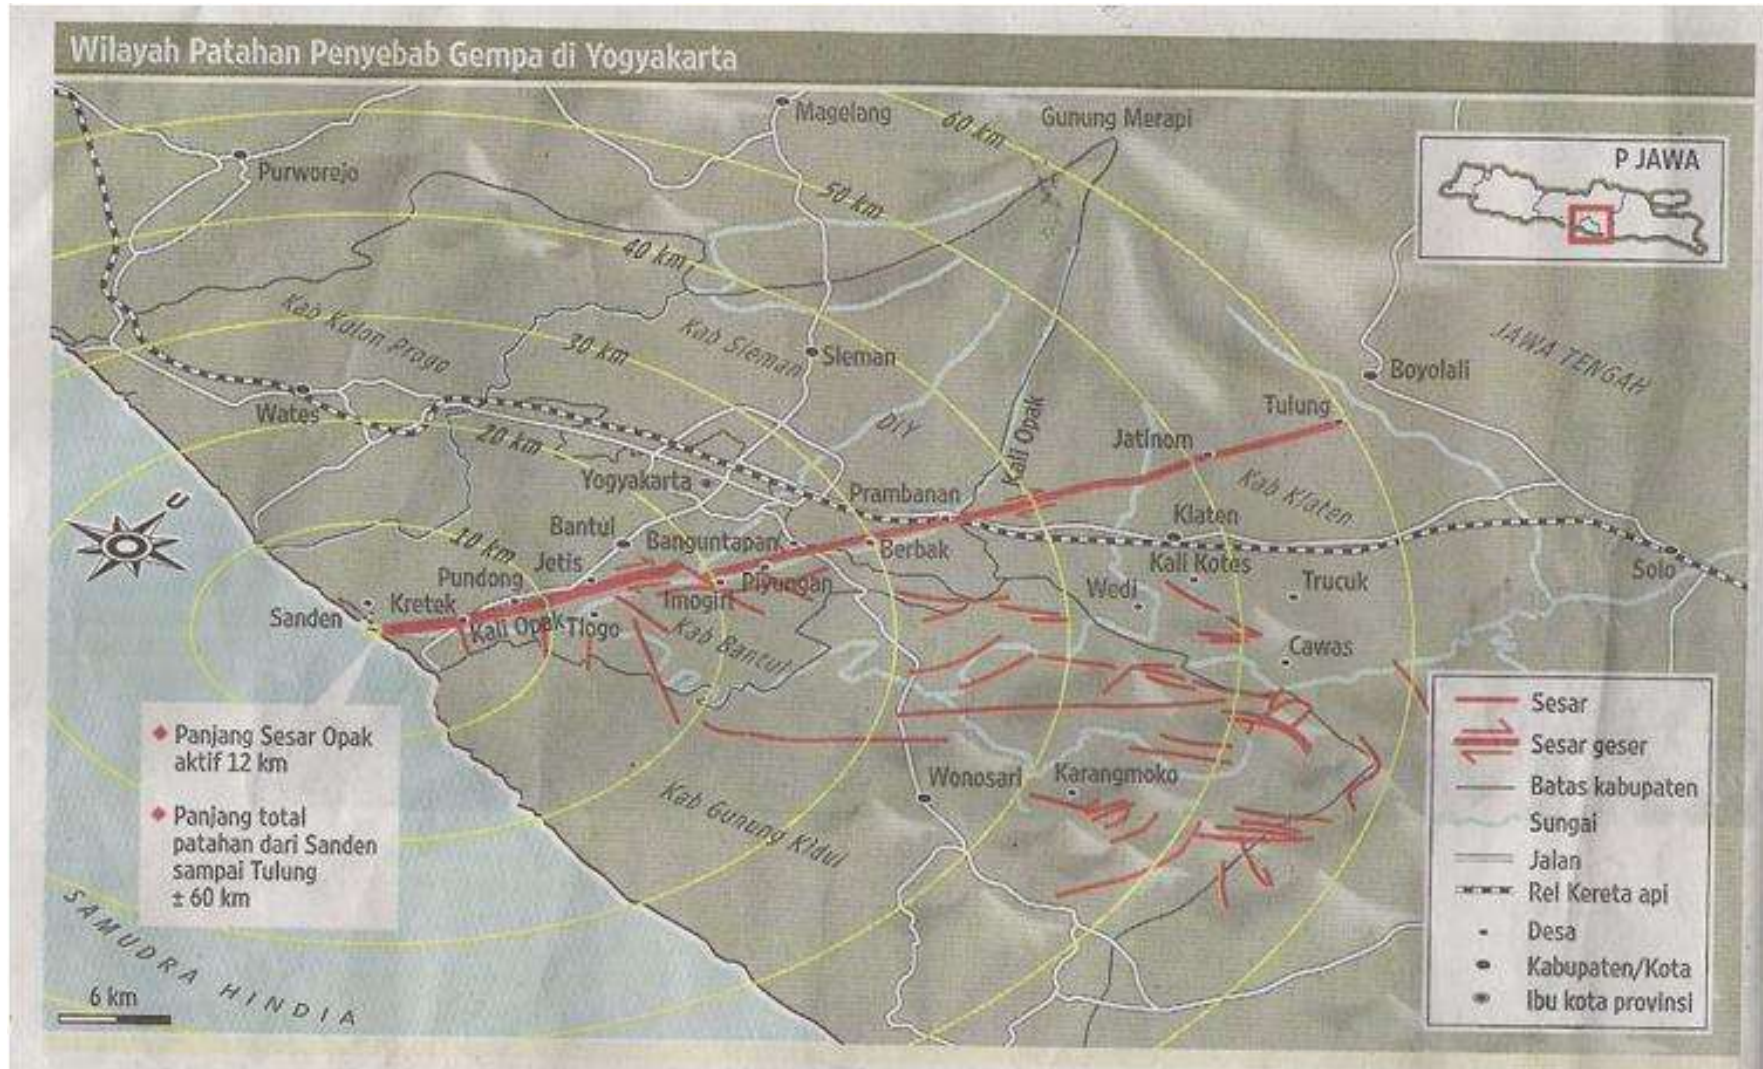 Wilayah Patahan Penyebab Gempa di Yogyakarta
Magelang
60 km
Gunung Merapi
P JAWA
Purworejo
50 km
40 km
Kab Kulon Progo
30 km
Kab Sleman
Sleman
JAWA TENGAH
Boyolali
Wates
20 km
DIY
Kali Opak
Tulung
Jatinom
Kab Klaten
U
Yogyakarta
Prambanan
Klaten
Bantul
10 km
Banguntapan
Berbak
Jetis
Pundong
Piyungan
Kali Kotes
Solo
Wedi
Trucuk
Sanden
Kretek
Imogiri
Kali Opak
Tlogo
Kab Bantul
Cawas
Panjang Sesar Opak
aktif 12 km
Panjang total
patahan dari Sanden
sampai Tulung
± 60 km
Wonosari
Karangmoko
Kab Gunung Kidul
Sesar
Sesar geser
Batas kabupaten
Sungai
Jalan
Rel Kereta api
Desa
Kabupaten/Kota
Ibu kota provinsi
SAMUDRA HINDIA
6 km